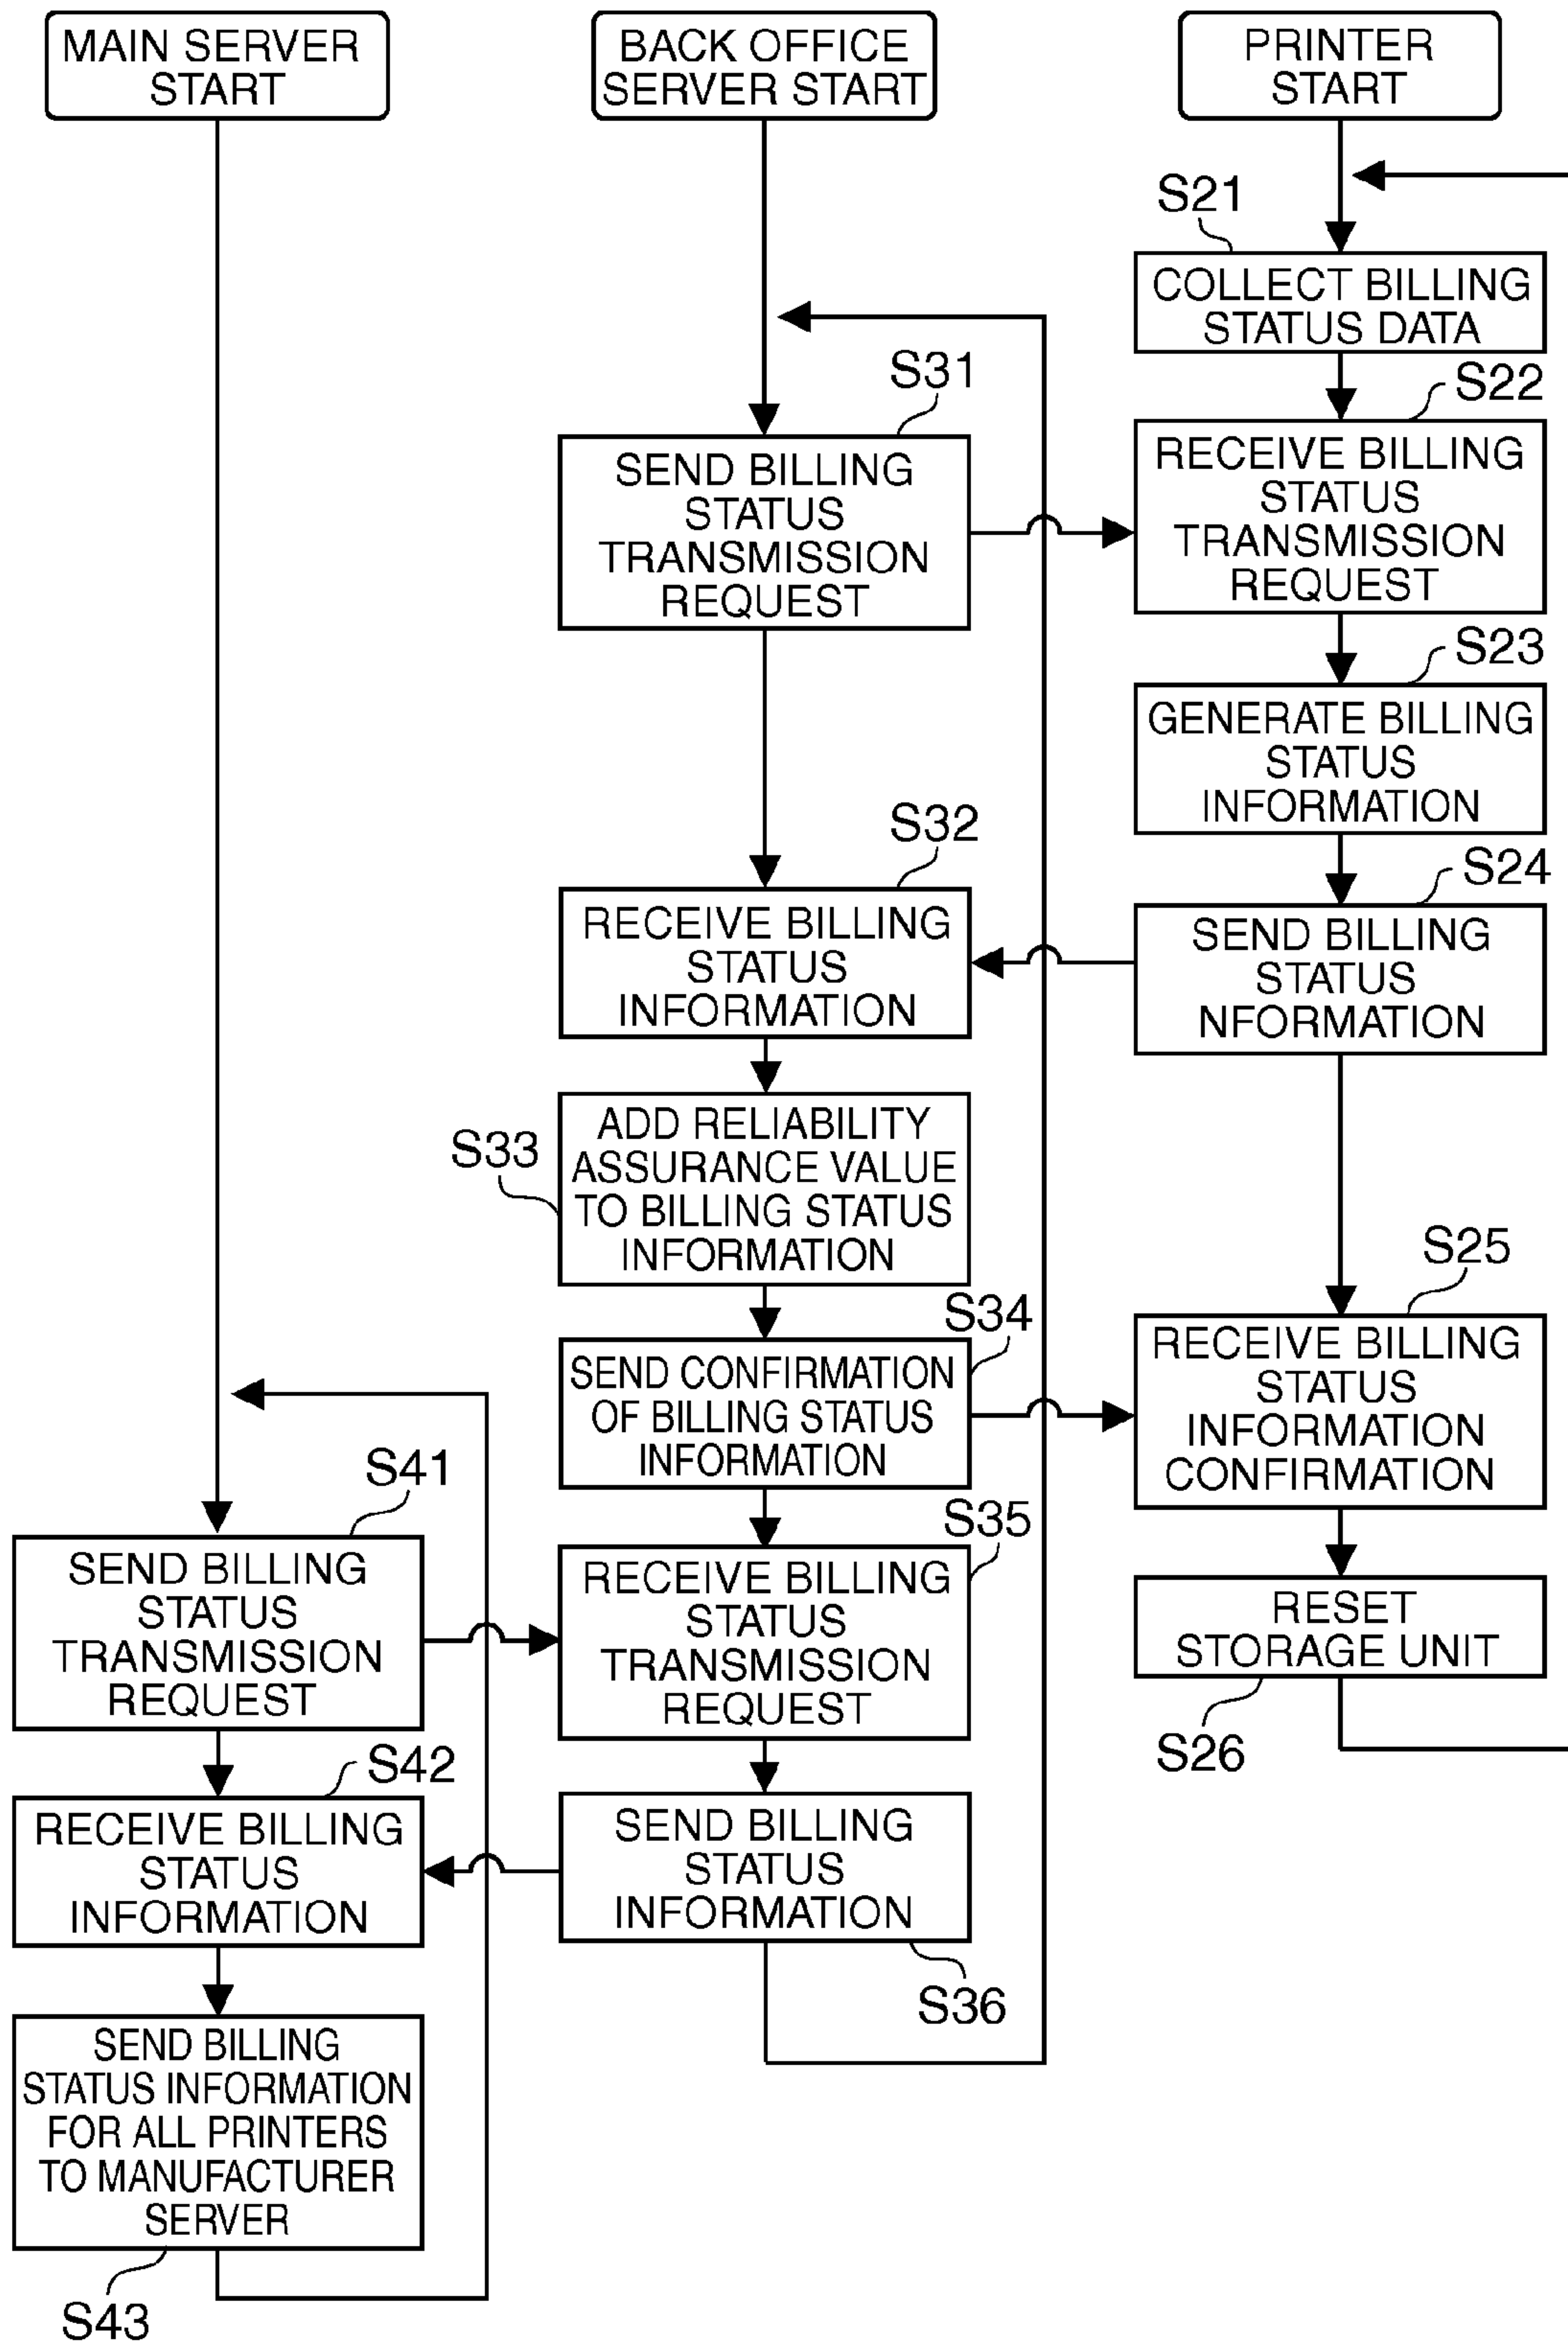 MAIN SERVER
START
BACK OFFICE
SERVER START
PRINTER
START
S21
COLLECT BILLING
STATUS DATA
S22
RECEIVE BILLING
STATUS
TRANSMISSION
REQUEST
S31
SEND BILLING
STATUS
TRANSMISSION
REQUEST
S23
GENERATE BILLING
STATUS
INFORMATION
S24
SEND BILLING
STATUS
NFORMATION
S32
RECEIVE BILLING
STATUS
INFORMATION
S33
ADD RELIABILITY
ASSURANCE VALUE
TO BILLING STATUS
INFORMATION
S34
SEND CONFIRMATION
OF BILLING STATUS
INFORMATION
S25
RECEIVE BILLING
STATUS
INFORMATION
CONFIRMATION
RESET
STORAGE UNIT
S26
S41
SEND BILLING
STATUS
TRANSMISSION
REQUEST
S35
RECEIVE BILLING
STATUS
TRANSMISSION
REQUEST
S42
RECEIVE BILLING
STATUS
INFORMATION
SEND BILLING
STATUS
INFORMATION
S36
SEND BILLING
STATUS INFORMATION
FOR ALL PRINTERS
TO MANUFACTURER
SERVER
S43